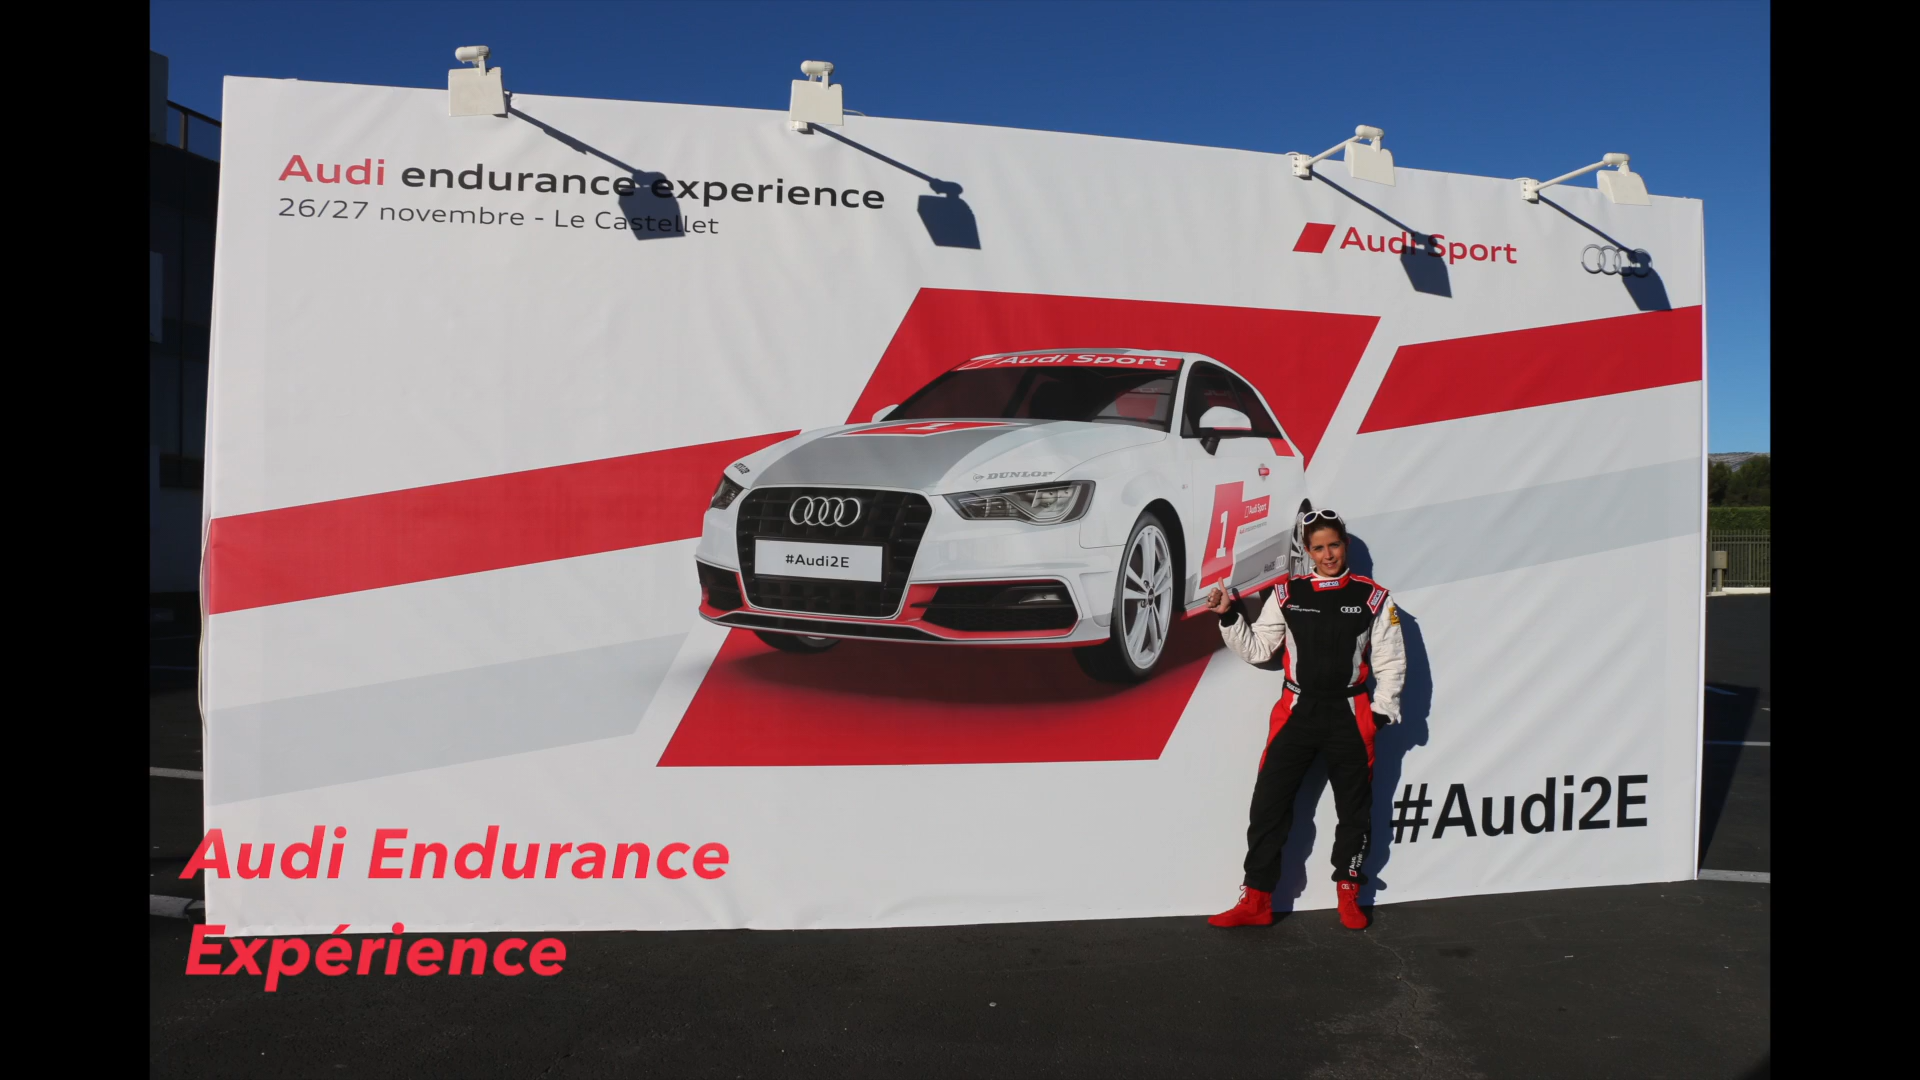 Audi endurance experience
26/27 novembre - Le Castellet
Audi Sport
Audi Sport
1
DUNLOP
#Audi2E
1
Audi Sport
#Audi2E
Audi Endurance
Expérience